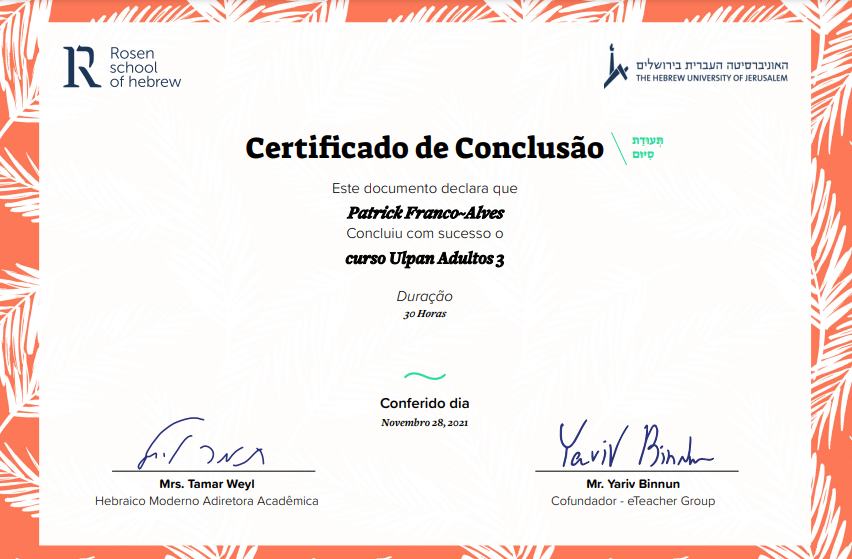 Rosen
school
of hebrew
האוניברסיטה העברית בירושלים
THE HEBREW UNIVERSITY OF JERUSALEM
Certificado de Conclusão
תְּעוּדַת
סִיּוּם
Este documento declara que
Patrick Franco-Alves
Concluiu com sucesso o
curso Ulpan Adultos 3
Duração
30 Horas
Conferido dia
Novembro 28, 2021
תמר וייל
Yariv Binnun
Mrs. Tamar Weyl
Hebraico Moderno Adiretora Acadêmica
Mr. Yariv Binnun
Cofundador - eTeacher Group